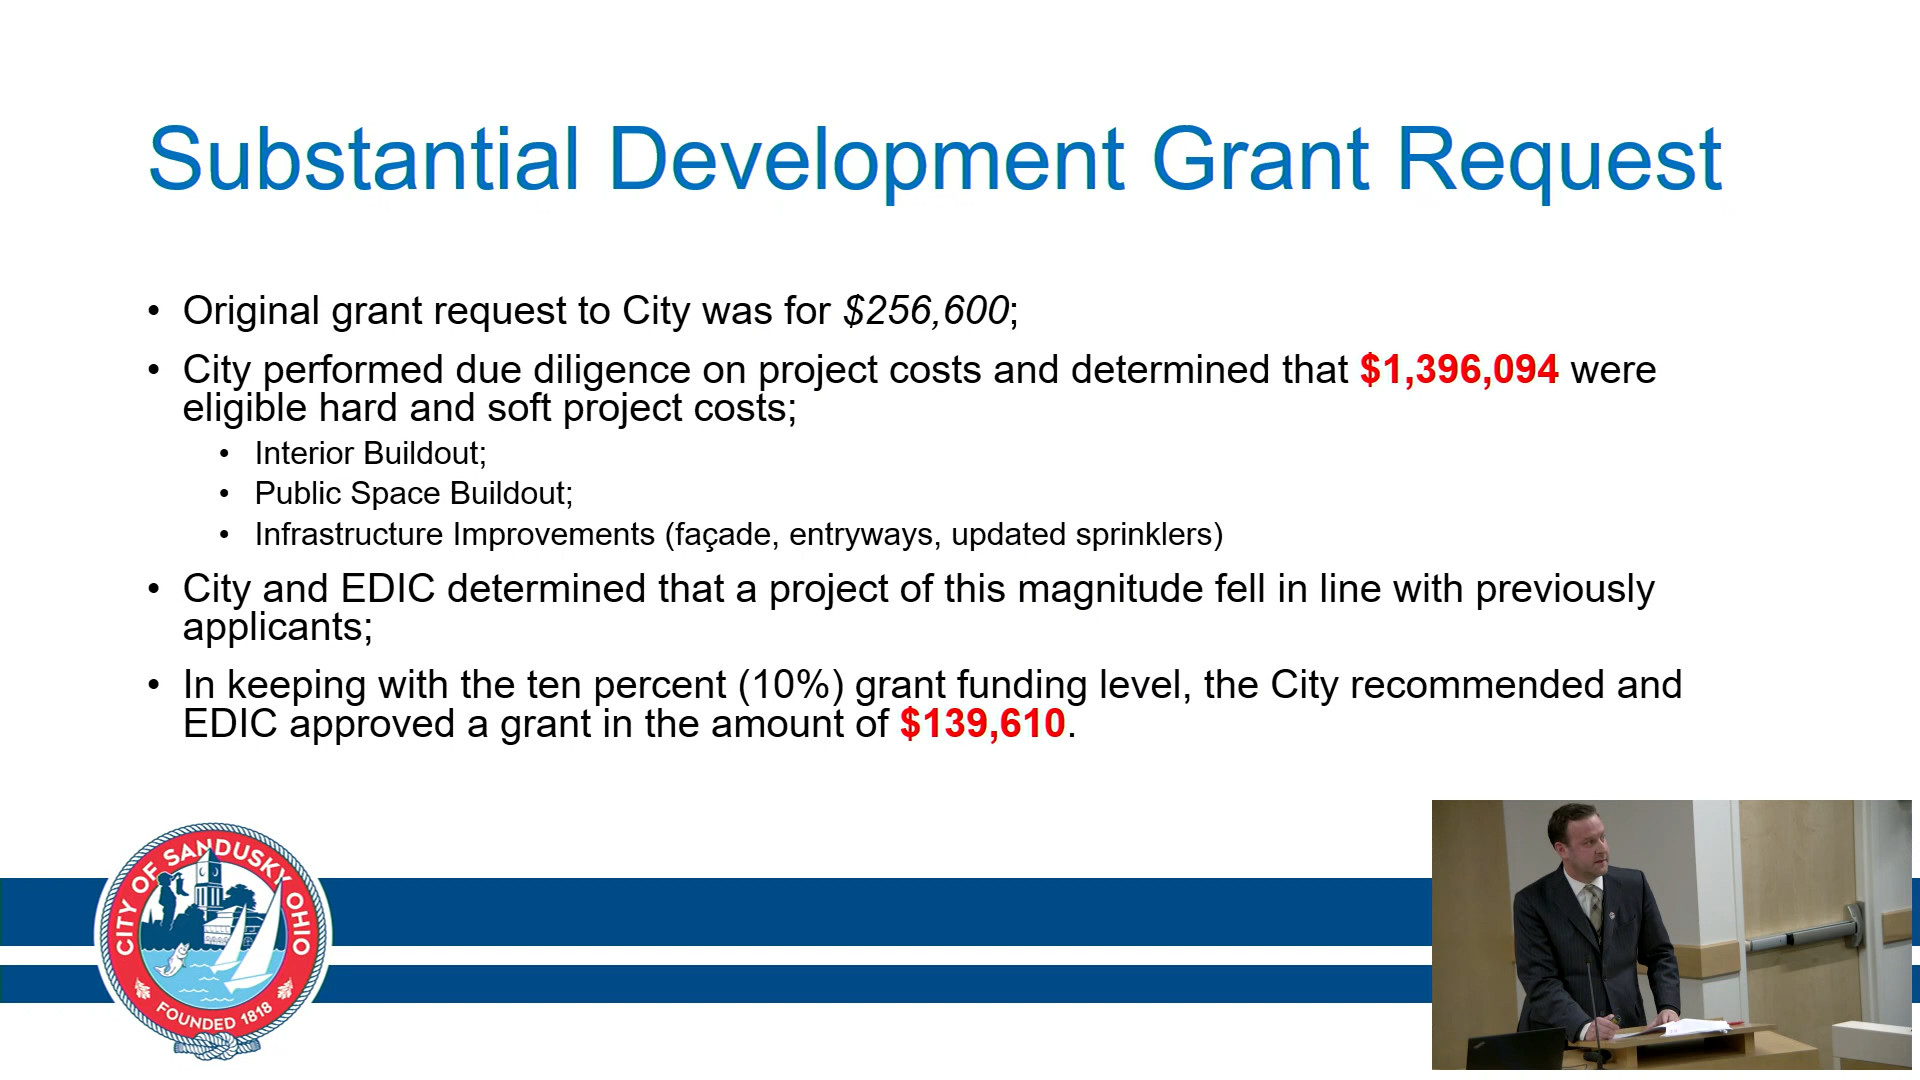 Substantial Development Grant Request
• Original grant request to City was for $256,600;
• City performed due diligence on project costs and determined that $1,396,094 were
eligible hard and soft project costs;
• Interior Buildout;
• Public Space Buildout;
• Infrastructure Improvements (façade, entryways, updated sprinklers)
• City and EDIC determined that a project of this magnitude fell in line with previously
applicants;
• In keeping with the ten percent (10%) grant funding level, the City recommended and
EDIC approved a grant in the amount of $139,610.
CITY OF SANDUSKY OHIO
FOUNDED 1818